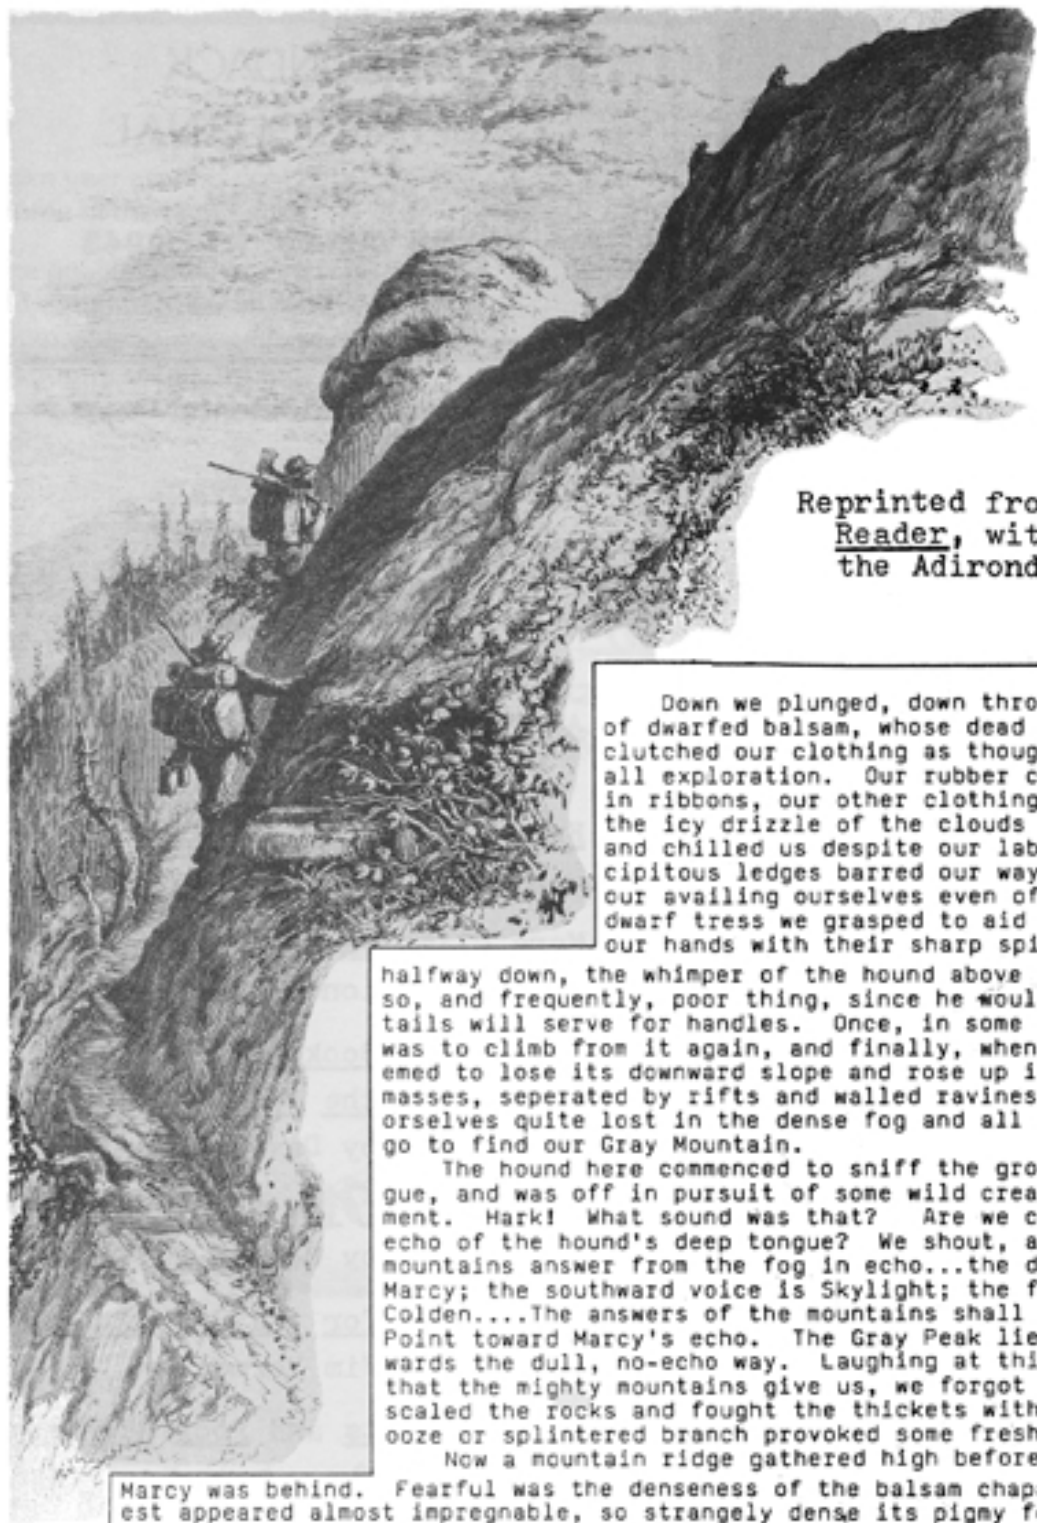 Reprinted fro
Reader, wit
the Adirond
Down we plunged, down thro
of dwarfed balsam, whose dead
clutched our clothing as thoug
all exploration. Our rubber c
in ribbons, our other clothing
the icy drizzle of the clouds
and chilled us despite our lab
cipitous ledges barred our way
our availing ourselves even of
dwarf tress we grasped to aid
our hands with their sharp spi
halfway down, the whimper of the hound above
so, and frequently, poor thing, since he woul
tails will serve for handles. Once, in some
was to climb from it again, and finally, when
emed to lose its downward slope and rose up i
masses, seperated by rifts and walled ravines
orselves quite lost in the dense fog and all
go to find our Gray Mountain.
The hound here commenced to sniff the gro
gue, and was off in pursuit of some wild crea
ment. Hark! What sound was that? Are we c
echo of the hound's deep tongue? We shout, a
mountains answer from the fog in echo...the d
Marcy; the southward voice is Skylight; the f
Colden....The answers of the mountains shall
Point toward Marcy's echo. The Gray Peak lie
wards the dull, no-echo way. Laughing at thi
that the mighty mountains give us, we forgot
scaled the rocks and fought the thickets with
ooze or splintered branch provoked some fresh
Now a mountain ridge gathered high before
Marcy was behind. Fearful was the denseness of the balsam chapa
est appeared almost impregnable, so strangely dense its pigmy f